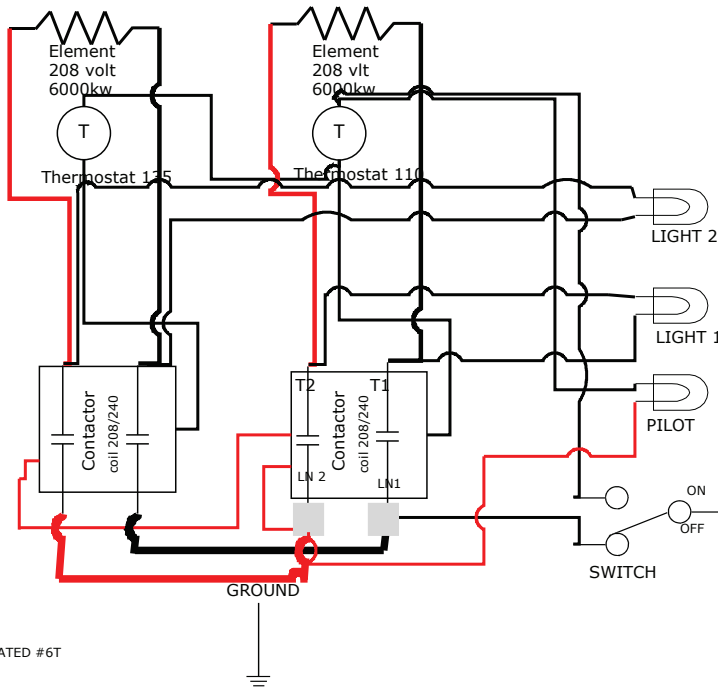 Element
208 volt
6000kw
Element
208 vlt
6000kw
T
T
Thermostat 135
Thermostat 110
LIGHT 2
LIGHT 1
PILOT
Contactor
coil 208/240
T2
T1
Contactor
coil 208/240
LN 2
LN1
ON
OFF
SWITCH
GROUND
ATED #6T